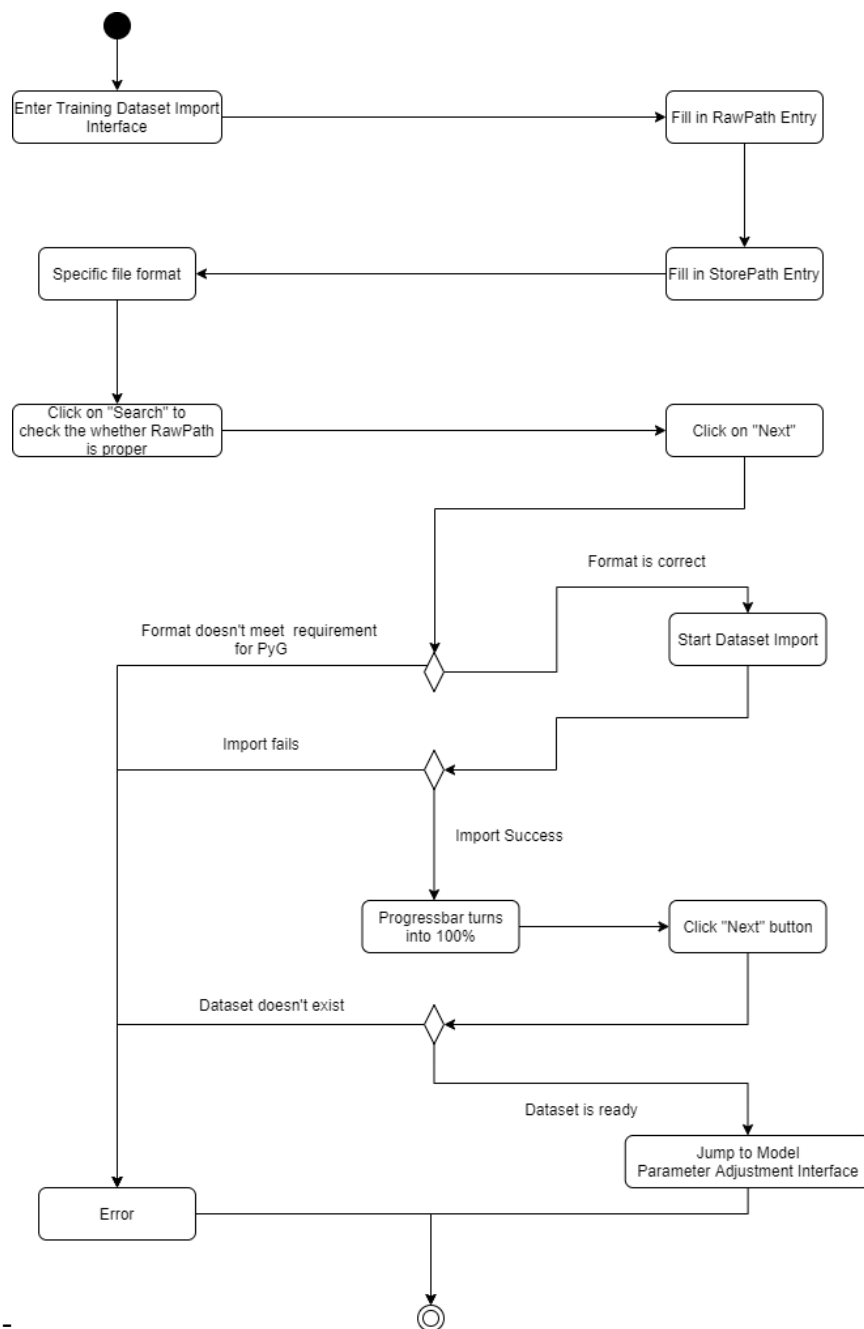 Enter Training Dataset Import
Interface
Fill in RawPath Entry
Specific file format
Fill in StorePath Entry
Click on "Search" to
check the whether RawPath
is proper
Click on "Next"
Format is correct
Format doesn't meet requirement
for PyG
Start Dataset Import
Import fails
Import Success
Progressbar turns
into 100%
Click "Next" button
Dataset doesn't exist
Dataset is ready
Jump to Model
Parameter Adjustment Interface
Error